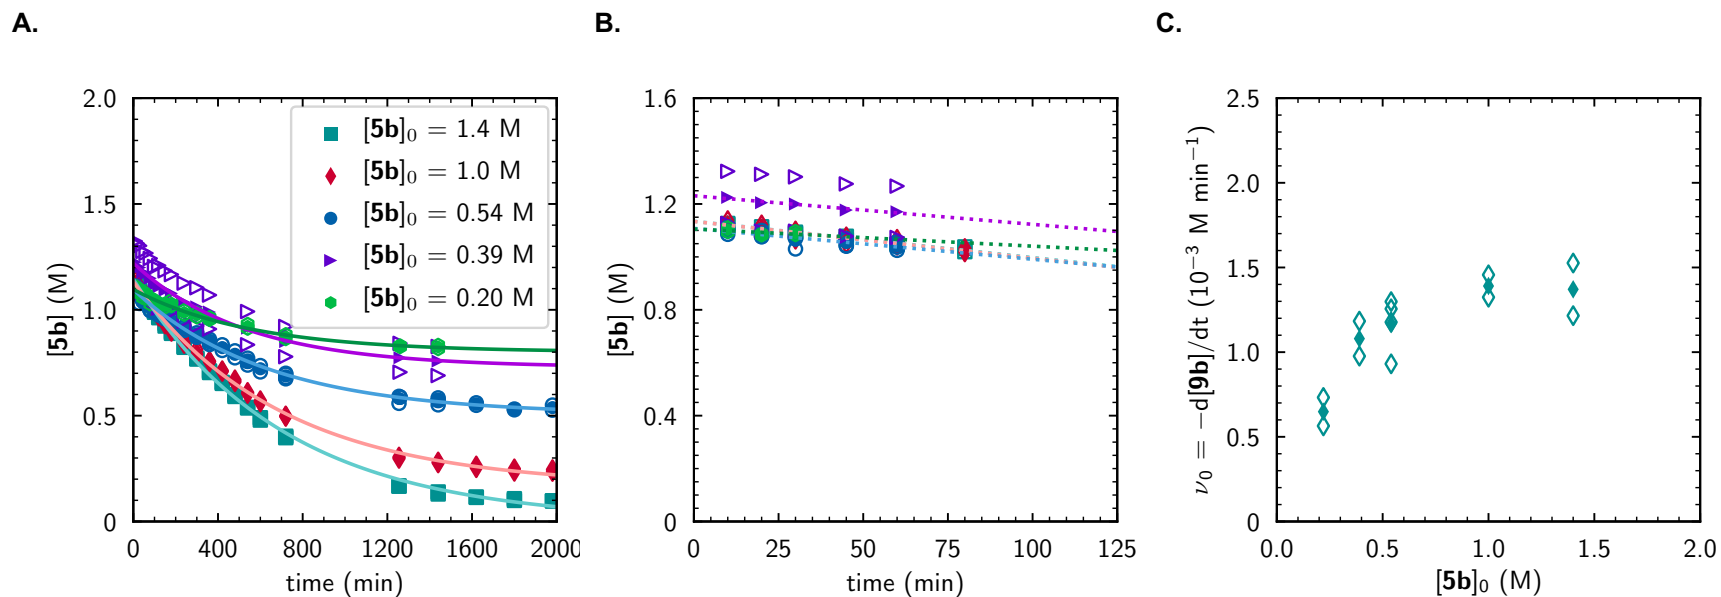 A.
B.
C.
[5b] (M)
2.0
1.5
1.0
0.5
0
0
400
800
1200
1600
2000
time (min)
[5b]₀ = 1.4 M
[5b]₀ = 1.0 M
[5b]₀ = 0.54 M
[5b]₀ = 0.39 M
[5b]₀ = 0.20 M
[5b] (M)
1.6
1.2
0.8
0.4
0
0
25
50
75
100
125
time (min)
ν₀ = −d[9b]/dt (10⁻³ M min⁻¹)
2.5
2.0
1.5
1.0
0.5
0
0.0
0.5
1.0
1.5
2.0
[5b]₀ (M)